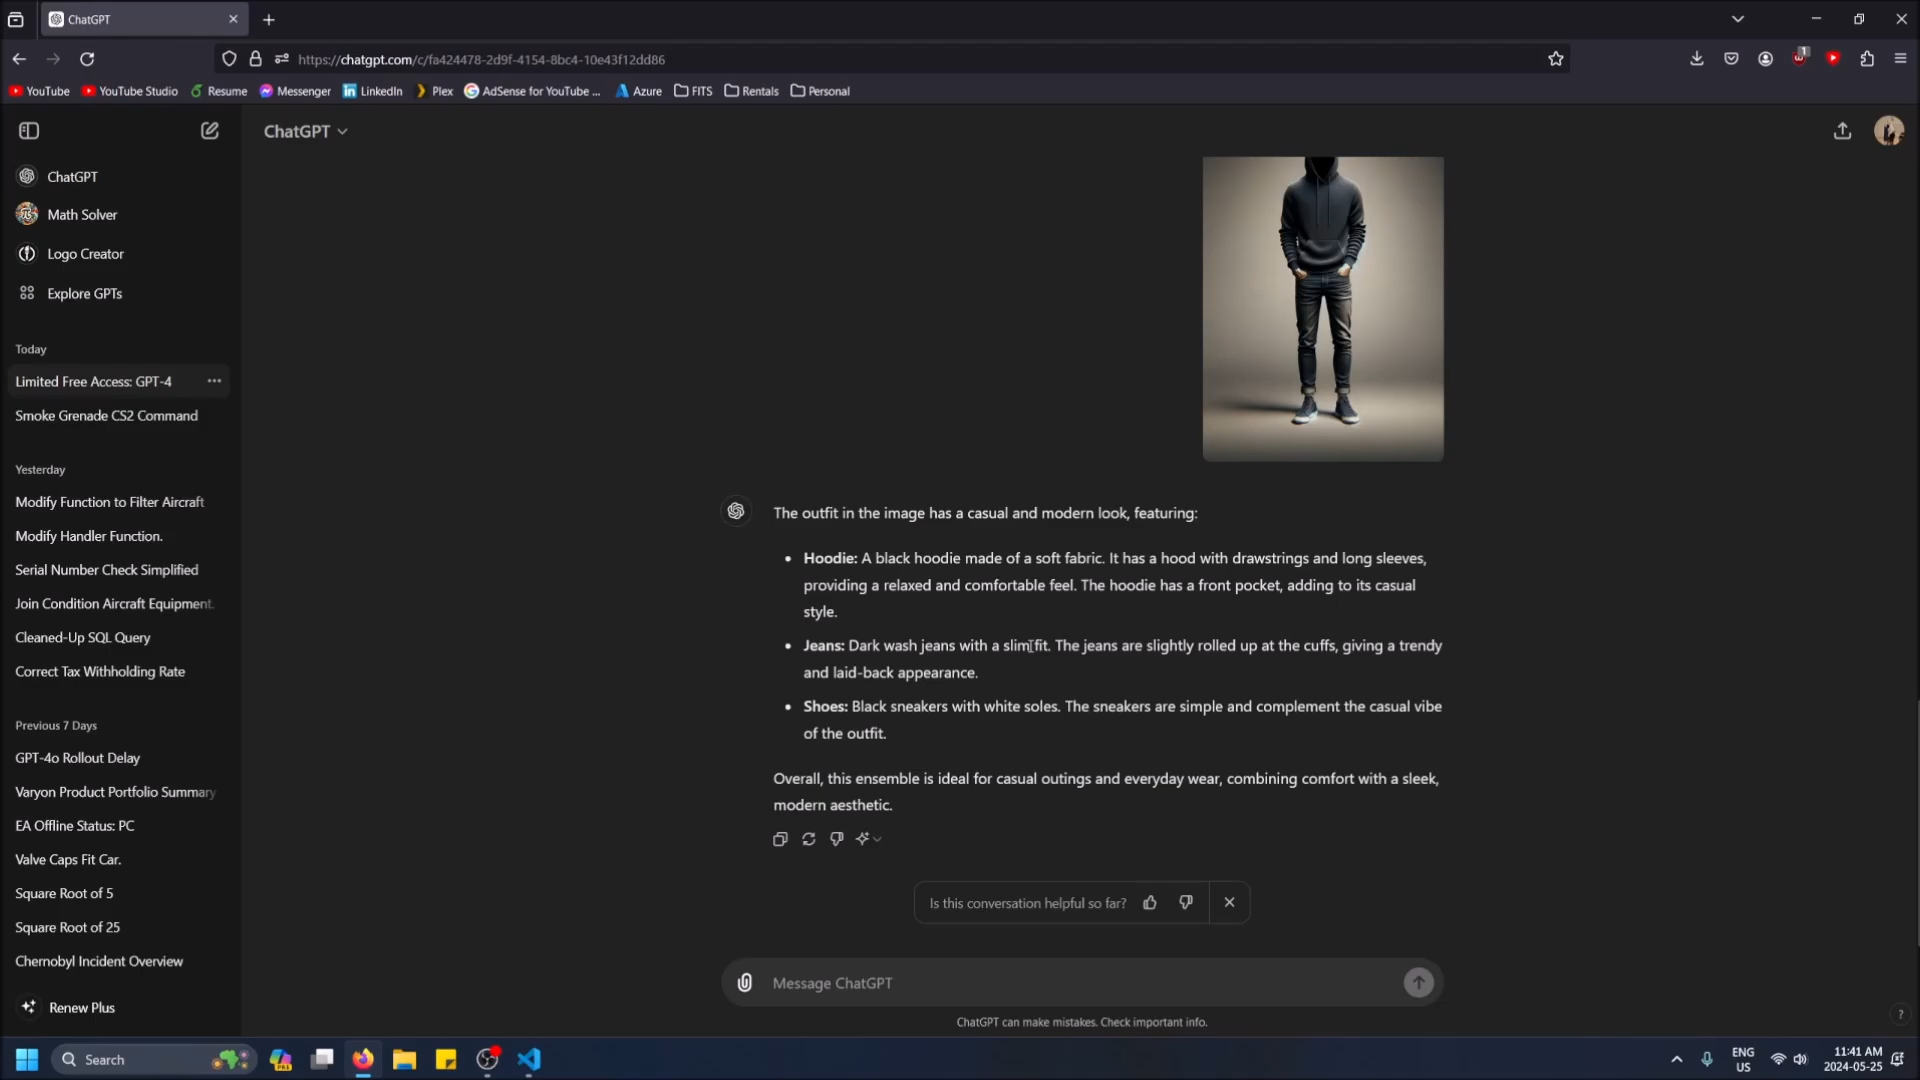 ChatGPT
https://chatgpt.com/c/fa424478-2d9f-4154-8bc4-10e43f12dd86
1
YouTube YouTube Studio Resume Messenger LinkedIn Plex AdSense for YouTube ... Azure FITS Rentals Personal
ChatGPT
ChatGPT
Math Solver
Logo Creator
Explore GPTs
Today
Limited Free Access: GPT-4
Smoke Grenade CS2 Command
Yesterday
Modify Function to Filter Aircraft
Modify Handler Function.
Serial Number Check Simplified
Join Condition Aircraft Equipment.
Cleaned-Up SQL Query
Correct Tax Withholding Rate
Previous 7 Days
GPT-4o Rollout Delay
Varyon Product Portfolio Summary
EA Offline Status: PC
Valve Caps Fit Car.
Square Root of 5
Square Root of 25
Chernobyl Incident Overview
Renew Plus
The outfit in the image has a casual and modern look, featuring:
• Hoodie: A black hoodie made of a soft fabric. It has a hood with drawstrings and long sleeves,
providing a relaxed and comfortable feel. The hoodie has a front pocket, adding to its casual
style.
• Jeans: Dark wash jeans with a slim fit. The jeans are slightly rolled up at the cuffs, giving a trendy
and laid-back appearance.
• Shoes: Black sneakers with white soles. The sneakers are simple and complement the casual vibe
of the outfit.
Overall, this ensemble is ideal for casual outings and everyday wear, combining comfort with a sleek,
modern aesthetic.
Is this conversation helpful so far?
Message ChatGPT
ChatGPT can make mistakes. Check important info.
?
Search
PRE
ENG
US
11:41 AM
2024-05-25